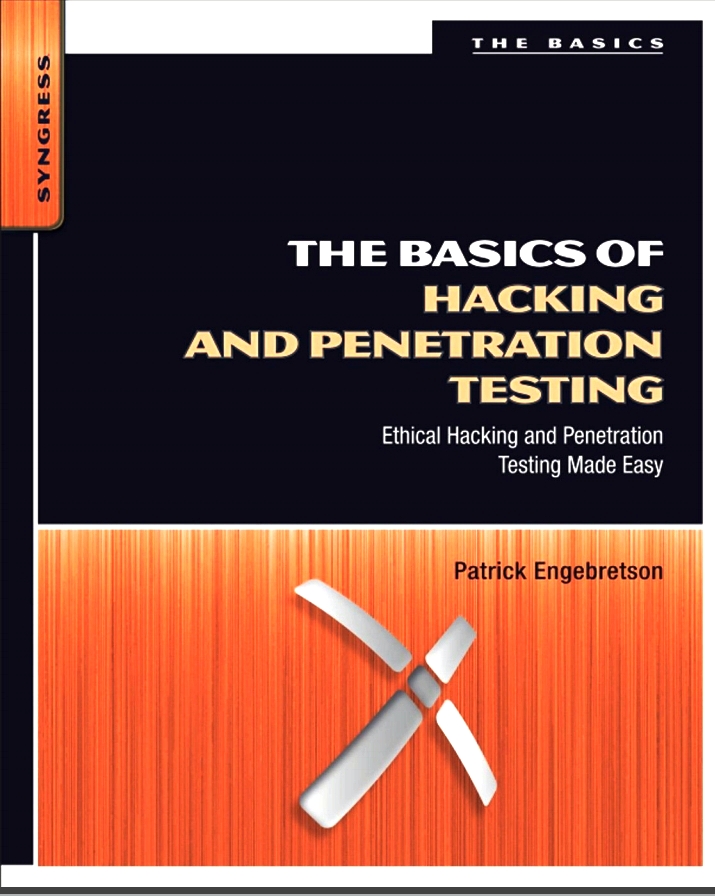 THE BASICS
SYNGRESS
THE BASICS OF
HACKING
AND PENETRATION
TESTING
Ethical Hacking and Penetration
Testing Made Easy
Patrick Engebretson